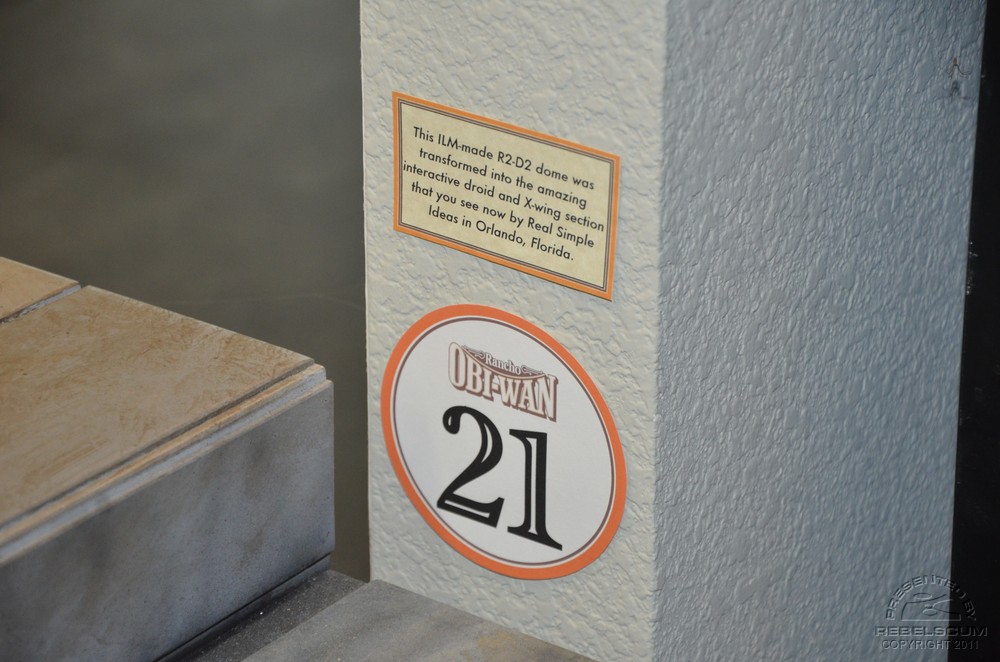 This ILM-made R2-D2 dome was
transformed into the amazing
interactive droid and X-wing section
that you see now by Real Simple
Ideas in Orlando, Florida.
Rancho
OBI-WAN
21
PRESENTED BY
REBELSCUM
COPYRIGHT 2011